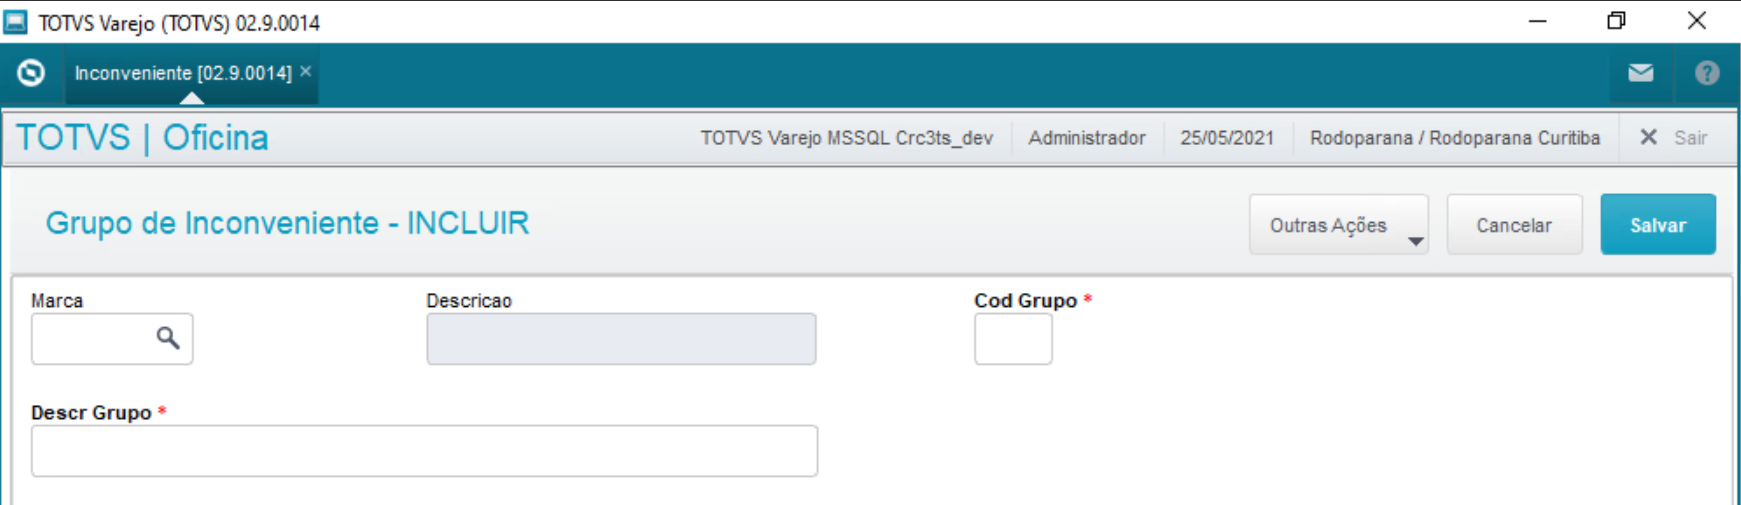 TOTVS Varejo (TOTVS) 02.9.0014
Inconveniente [02.9.0014] ×
TOTVS | Oficina
TOTVS Varejo MSSQL Crc3ts_dev
Administrador
25/05/2021
Rodoparana / Rodoparana Curitiba
Sair
Grupo de Inconveniente - INCLUIR
Outras Ações
Cancelar
Salvar
Marca
Descricao
Cod Grupo *
Descr Grupo *